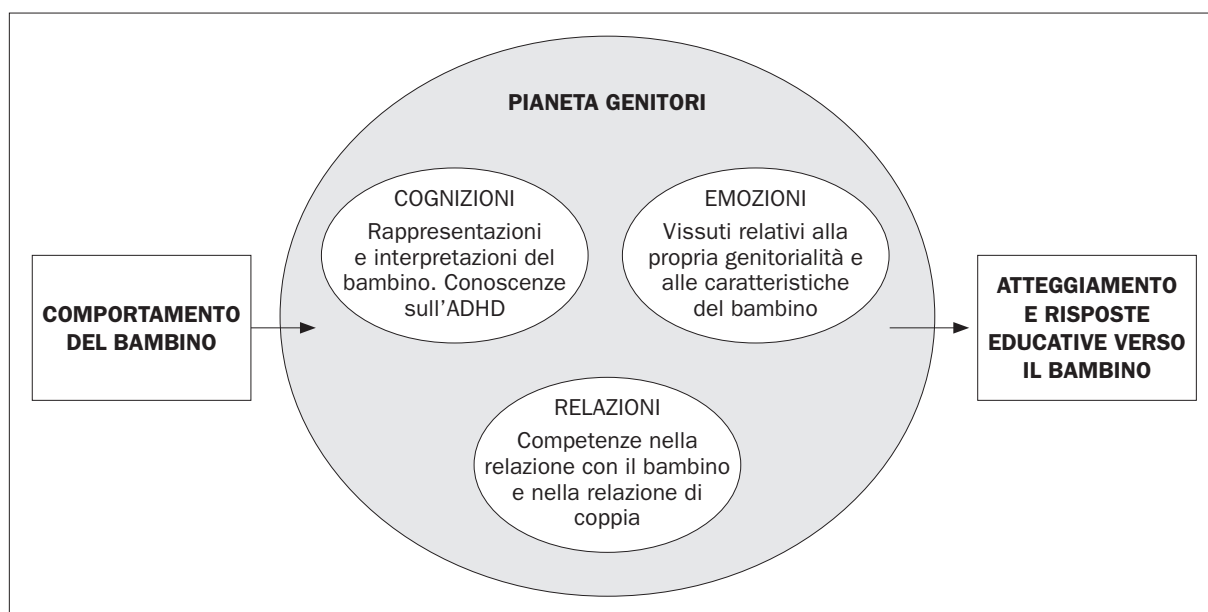 PIANETA GENITORI
COMPORTAMENTO
DEL BAMBINO
COGNIZIONI
Rappresentazioni
e interpretazioni del
bambino. Conoscenze
sull’ADHD
EMOZIONI
Vissuti relativi alla
propria genitorialità e
alle caratteristiche
del bambino
RELAZIONI
Competenze nella
relazione con il bambino
e nella relazione di
coppia
ATTEGGIAMENTO
E RISPOSTE
EDUCATIVE VERSO
IL BAMBINO